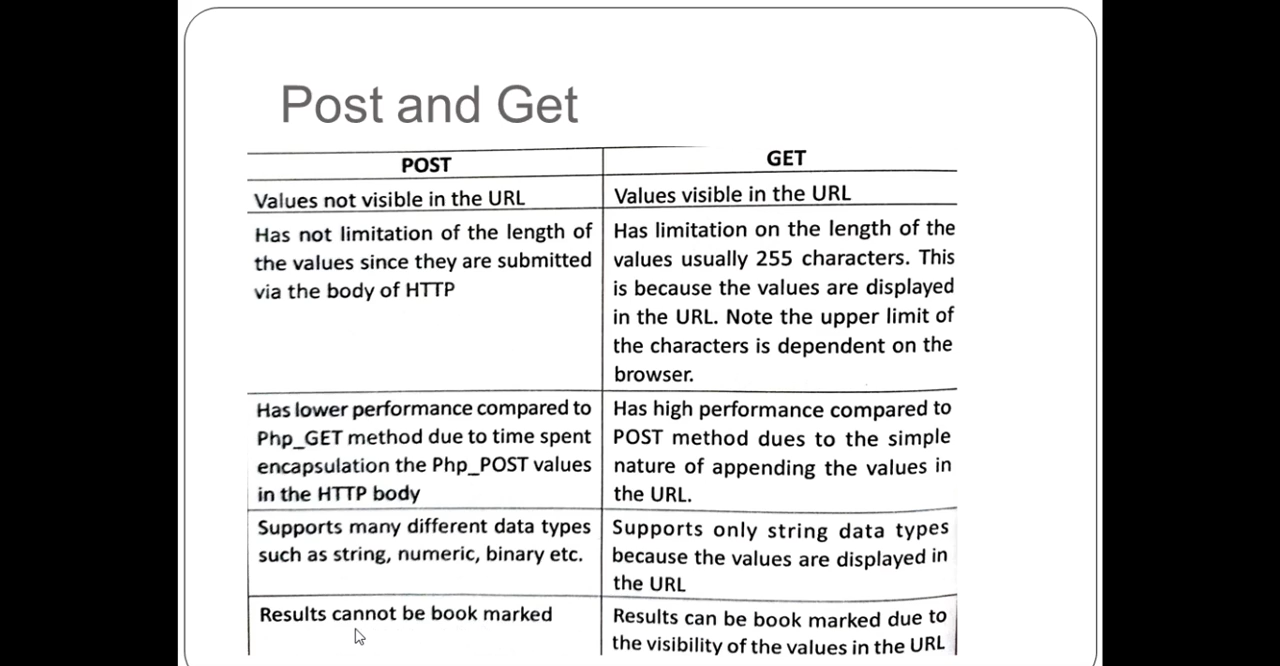 Post and Get
POST
GET
Values not visible in the URL
Values visible in the URL
Has not limitation of the length of
the values since they are submitted
via the body of HTTP
Has limitation on the length of the
values usually 255 characters. This
is because the values are displayed
in the URL. Note the upper limit of
the characters is dependent on the
browser.
Has lower performance compared to
Php_GET method due to time spent
encapsulation the Php_POST values
in the HTTP body
Has high performance compared to
POST method dues to the simple
nature of appending the values in
the URL.
Supports many different data types
such as string, numeric, binary etc.
Supports only string data types
because the values are displayed in
the URL
Results cannot be book marked
Results can be book marked due to
the visibility of the values in the URL